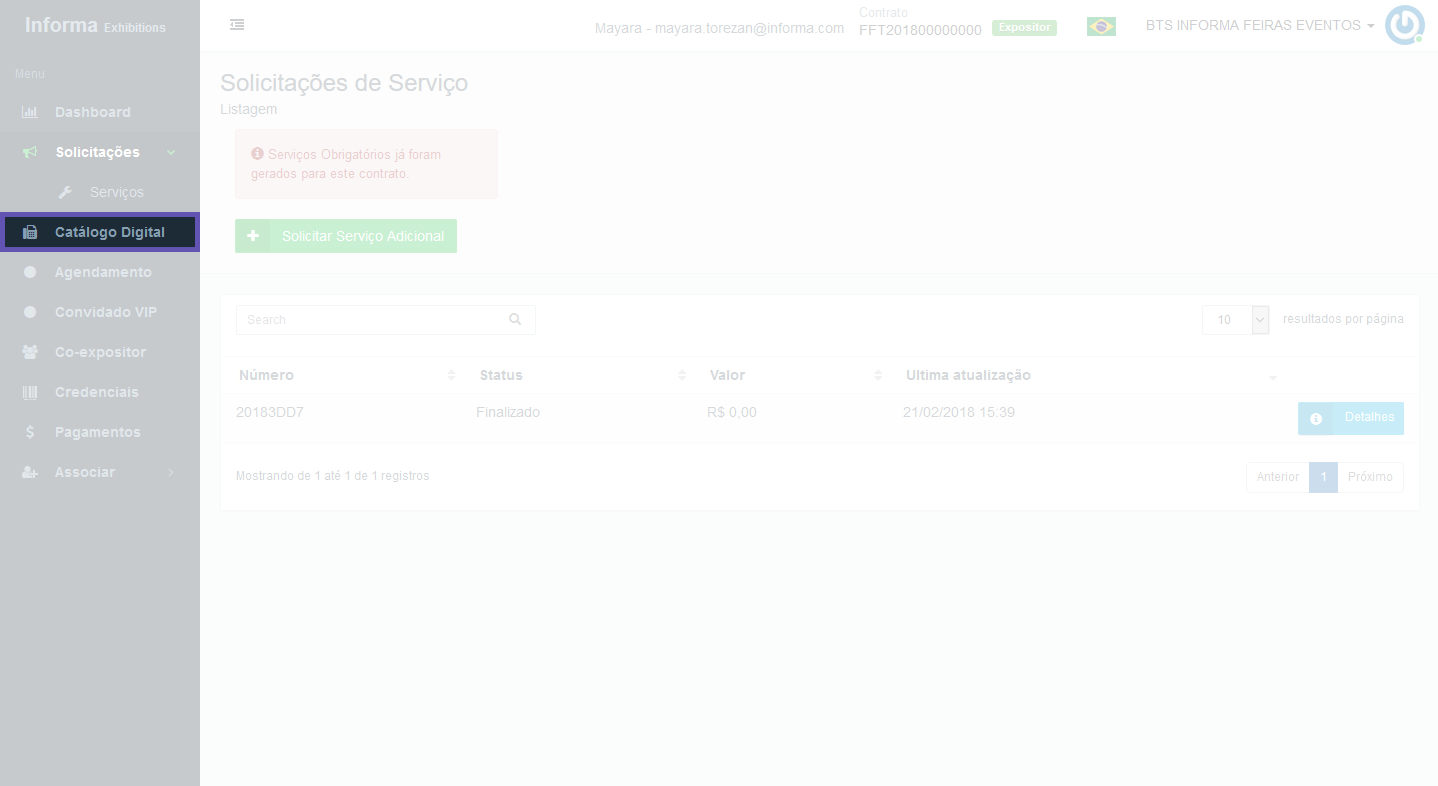 Informa Exhibitions
Mayara - mayara.torezan@informa.com
Contrato
FFT201800000000
Expositor
BTS INFORMA FEIRAS EVENTOS
Menu
Dashboard
Solicitações
Serviços
Catálogo Digital
Agendamento
Convidado VIP
Co-expositor
Credenciais
Pagamentos
Associar
Solicitações de Serviço
Listagem
Serviços Obrigatórios já foram
gerados para este contrato.
Solicitar Serviço Adicional
Search
10 resultados por página
Número Status Valor Ultima atualização
20183DD7 Finalizado R$ 0,00 21/02/2018 15:39 Detalhes
Mostrando de 1 até 1 de 1 registros
Anterior 1 Próximo